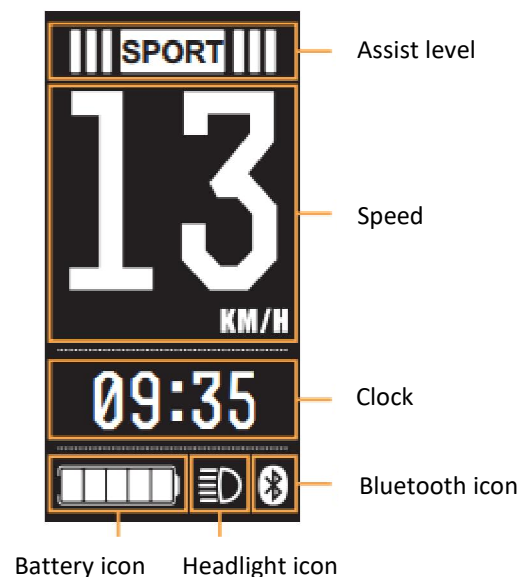 SPORT
Assist level
13
Speed
KM/H
09:35
Clock
Bluetooth icon
Battery icon
Headlight icon